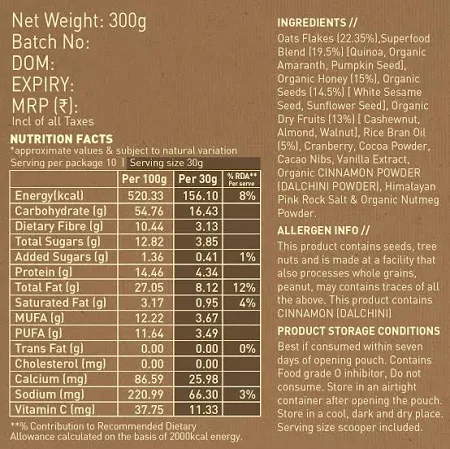 Net Weight: 300g
Batch No:
DOM:
EXPIRY:
MRP (₹):
Incl of all Taxes
NUTRITION FACTS
*approximate values & subject to natural variation
Serving per package 10 | Serving size 30g
Per 100g Per 30g % RDA** Per serve
Energy(kcal) 520.33 156.10 8%
Carbohydrate (g) 54.76 16.43
Dietary Fibre (g) 10.44 3.13
Total Sugars (g) 12.82 3.85
Added Sugars (g) 1.36 0.41 1%
Protein (g) 14.46 4.34
Total Fat (g) 27.05 8.12 12%
Saturated Fat (g) 3.17 0.95 4%
MUFA (g) 12.22 3.67
PUFA (g) 11.64 3.49
Trans Fat (g) 0.00 0.00 0%
Cholesterol (mg) 0.00 0.00
Calcium (mg) 86.59 25.98
Sodium (mg) 220.99 66.30 3%
Vitamin C (mg) 37.75 11.33
**% Contribution to Recommended Dietary
Allowance calculated on the basis of 2000kcal energy.
INGREDIENTS //
Oats Flakes (22.35%),Superfood
Blend (19.5%) [Quinoa, Organic
Amaranth, Pumpkin Seed],
Organic Honey (15%), Organic
Seeds (14.5%) [ White Sesame
Seed, Sunflower Seed], Organic
Dry Fruits (13%) [ Cashewnut,
Almond, Walnut], Rice Bran Oil
(5%), Cranberry, Cocoa Powder,
Cacao Nibs, Vanilla Extract,
Organic CINNAMON POWDER
(DALCHINI POWDER), Himalayan
Pink Rock Salt & Organic Nutmeg
Powder.
ALLERGEN INFO //
This product contains seeds, tree
nuts and is made at a facility that
also processes whole grains,
peanut, may contains traces of all
the above. This product contains
CINNAMON (DALCHINI)
PRODUCT STORAGE CONDITIONS
Best if consumed within seven
days of opening pouch. Contains
Food grade O inhibitor, Do not
consume. Store in an airtight
container after opening the pouch.
Store in a cool, dark and dry place.
Serving size scooper included.